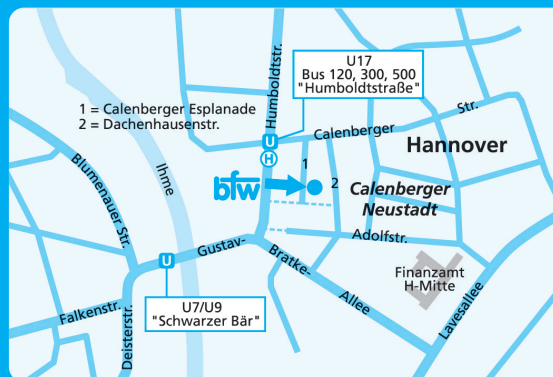 U17
Bus 120, 300, 500
"Humboldtstraße"
Humboldtstr.
1 = Calenberger Esplanade
2 = Dachenhausenstr.
Calenberger
Str.
Hannover
U
H
1
2
bfw
Calenberger
Neustadt
Blumenauer Str.
Ihme
Gustav-
Bratke-
Allee
Adolfstr.
U
Finanzamt
H-Mitte
Lavesallee
U7/U9
"Schwarzer Bär"
Falkenstr.
Deisterstr.